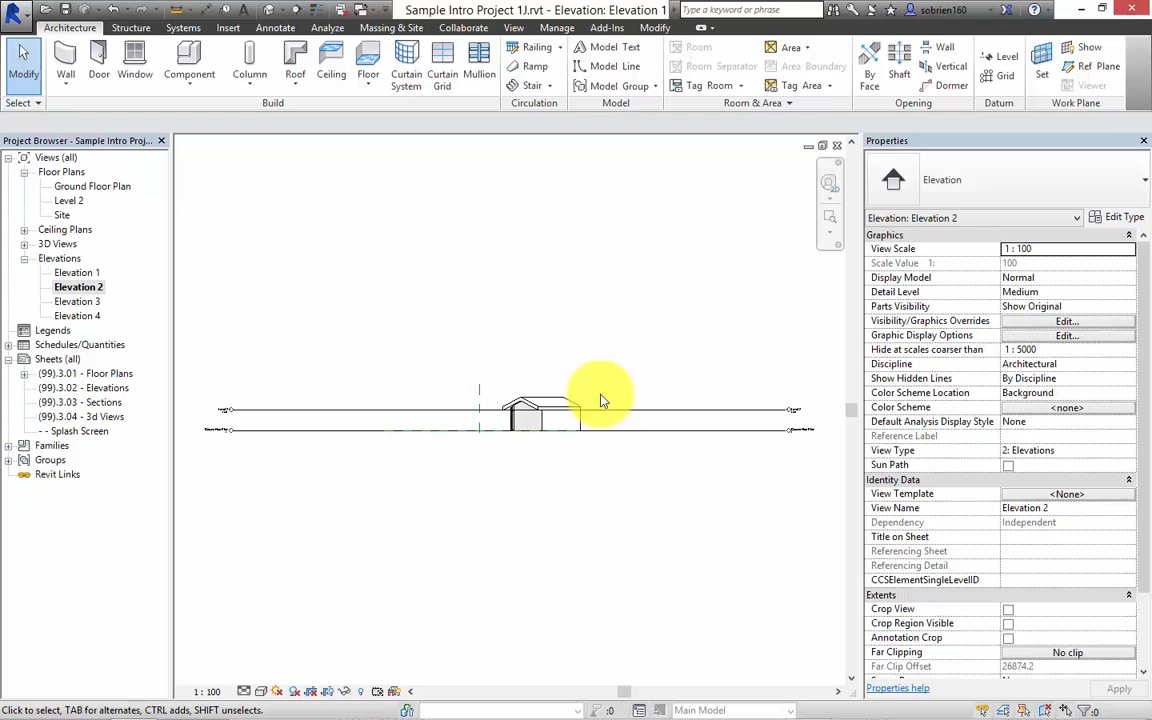 Sample Intro Project 1J.rvt - Elevation: Elevation 1
Type a keyword or phrase
sobrien160
Architecture Structure Systems Insert Annotate Analyze Massing & Site Collaborate View Manage Add-Ins Modify
Modify Wall Door Window Component Column Roof Ceiling Floor Curtain System Curtain Grid Mullion
Railing Ramp Stair
Model Text Model Line Model Group
Room Room Separator Tag Room
Area Area Boundary Tag Area
By Face Shaft Wall Vertical Dormer
Level Grid
Set Show Ref Plane Viewer
Select Build Circulation Model Room & Area Opening Datum Work Plane
Project Browser - Sample Intro Proj...
Views (all)
Floor Plans
Ground Floor Plan
Level 2
Site
Ceiling Plans
3D Views
Elevations
Elevation 1
Elevation 2
Elevation 3
Elevation 4
Legends
Schedules/Quantities
Sheets (all)
(99).3.01 - Floor Plans
(99).3.02 - Elevations
(99).3.03 - Sections
(99).3.04 - 3d Views
- - Splash Screen
Families
Groups
Revit Links
2D
Properties
Elevation
Elevation: Elevation 2
Edit Type
Graphics
View Scale 1 : 100
Scale Value 1: 100
Display Model Normal
Detail Level Medium
Parts Visibility Show Original
Visibility/Graphics Overrides Edit...
Graphic Display Options Edit...
Hide at scales coarser than 1 : 5000
Discipline Architectural
Show Hidden Lines By Discipline
Color Scheme Location Background
Color Scheme <none>
Default Analysis Display Style None
Reference Label
View Type 2: Elevations
Sun Path
Identity Data
View Template <None>
View Name Elevation 2
Dependency Independent
Title on Sheet
Referencing Sheet
Referencing Detail
CCSElementSingleLevelID
Extents
Crop View
Crop Region Visible
Annotation Crop
Far Clipping No clip
Far Clip Offset 26874.2
Properties help
Apply
1 : 100
Click to select, TAB for alternates, CTRL adds, SHIFT unselects.
:0
Main Model
:0